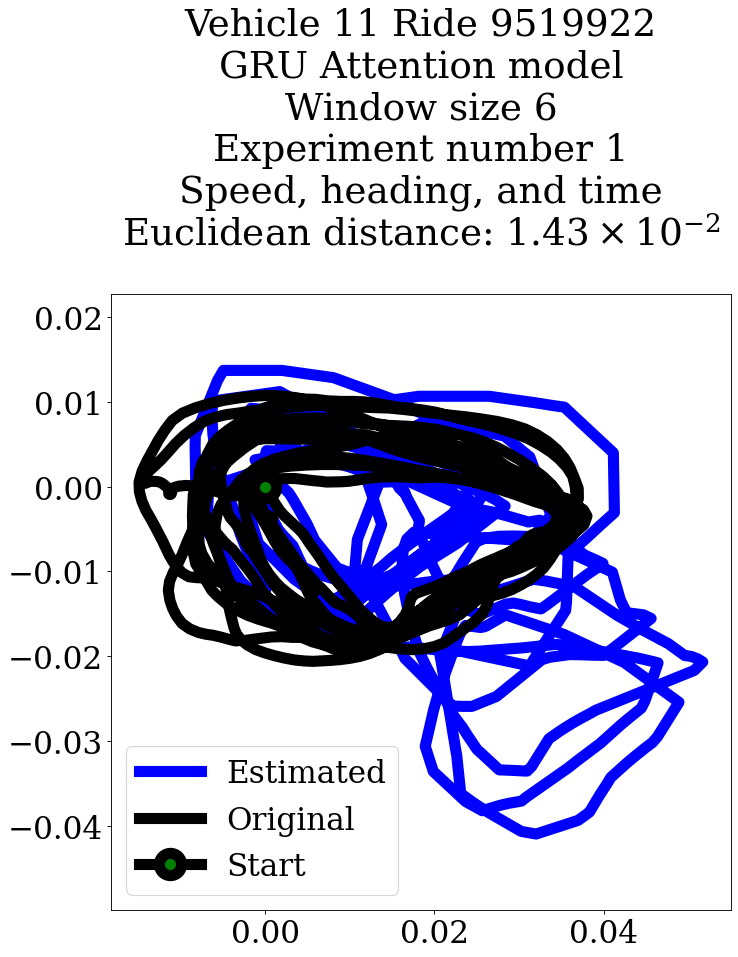 Vehicle 11 Ride 9519922
GRU Attention model
Window size 6
Experiment number 1
Speed, heading, and time
Euclidean distance: 1.43 × 10⁻²
0.02
0.01
0.00
−0.01
−0.02
−0.03
−0.04
Estimated
Original
Start
0.00 0.02 0.04